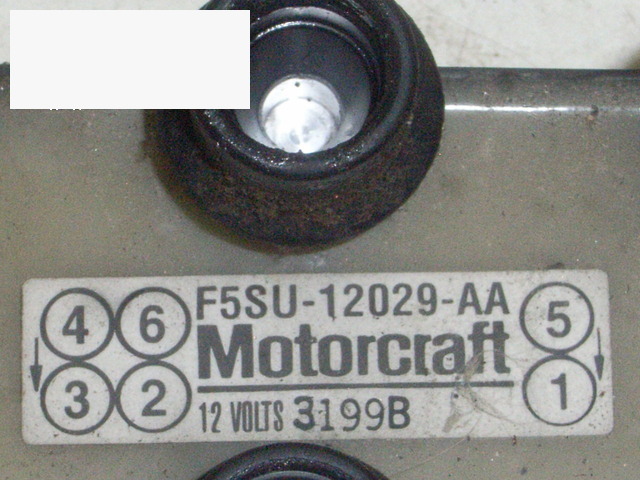 F5SU-12029-AA
4 6 Motorcraft 5
3 2 12 VOLTS 3199B 1